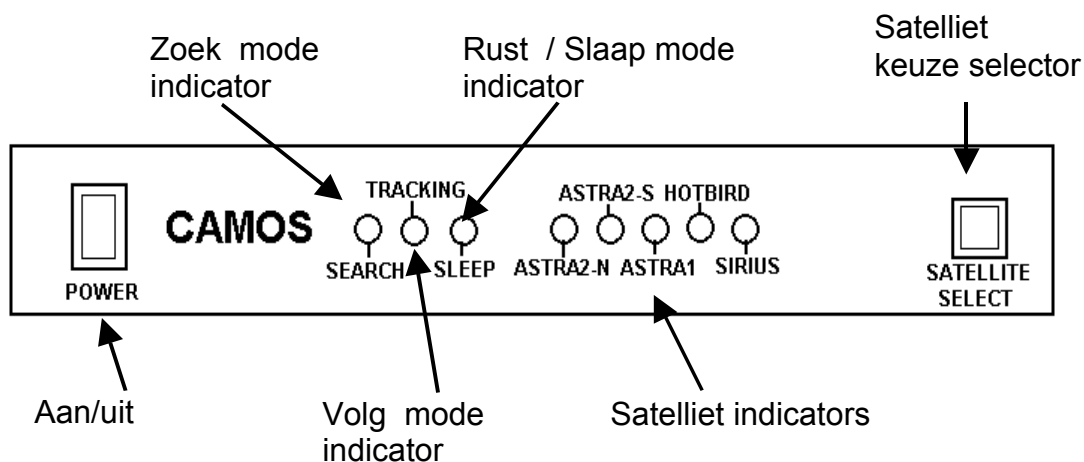 Zoek mode
indicator
Rust / Slaap mode
indicator
Satelliet
keuze selector
POWER
CAMOS
TRACKING
SEARCH
SLEEP
ASTRA2-S HOTBIRD
ASTRA2-N ASTRA1 SIRIUS
SATELLITE
SELECT
Aan/uit
Volg mode
indicator
Satelliet indicators